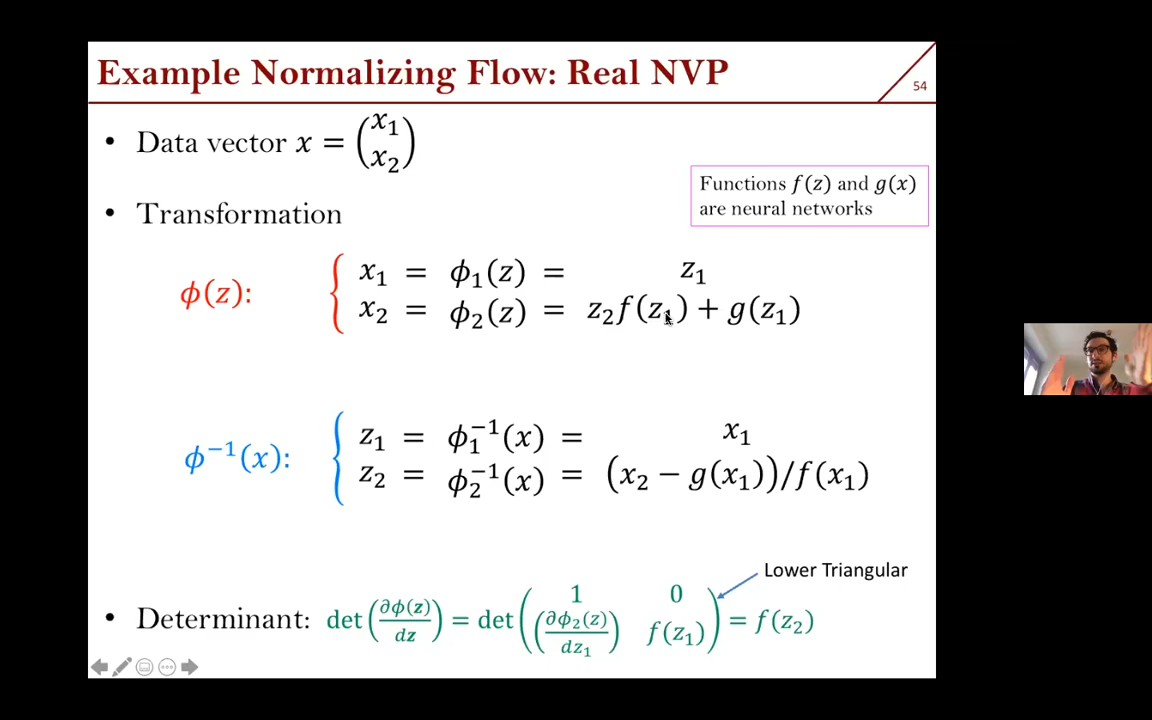 Example Normalizing Flow: Real NVP
54
• Data vector x = (x₁ x₂)
Functions f(z) and g(x)
are neural networks
• Transformation
ϕ(z):
x₁ = ϕ₁(z) = z₁
x₂ = ϕ₂(z) = z₂f(z₁) + g(z₁)
ϕ⁻¹(x):
z₁ = ϕ₁⁻¹(x) = x₁
z₂ = ϕ₂⁻¹(x) = (x₂ − g(x₁))/f(x₁)
Lower Triangular
• Determinant: det(∂ϕ(z)/dz) = det(1 0 (∂ϕ₂(z)/dz₁) f(z₁)) = f(z₂)